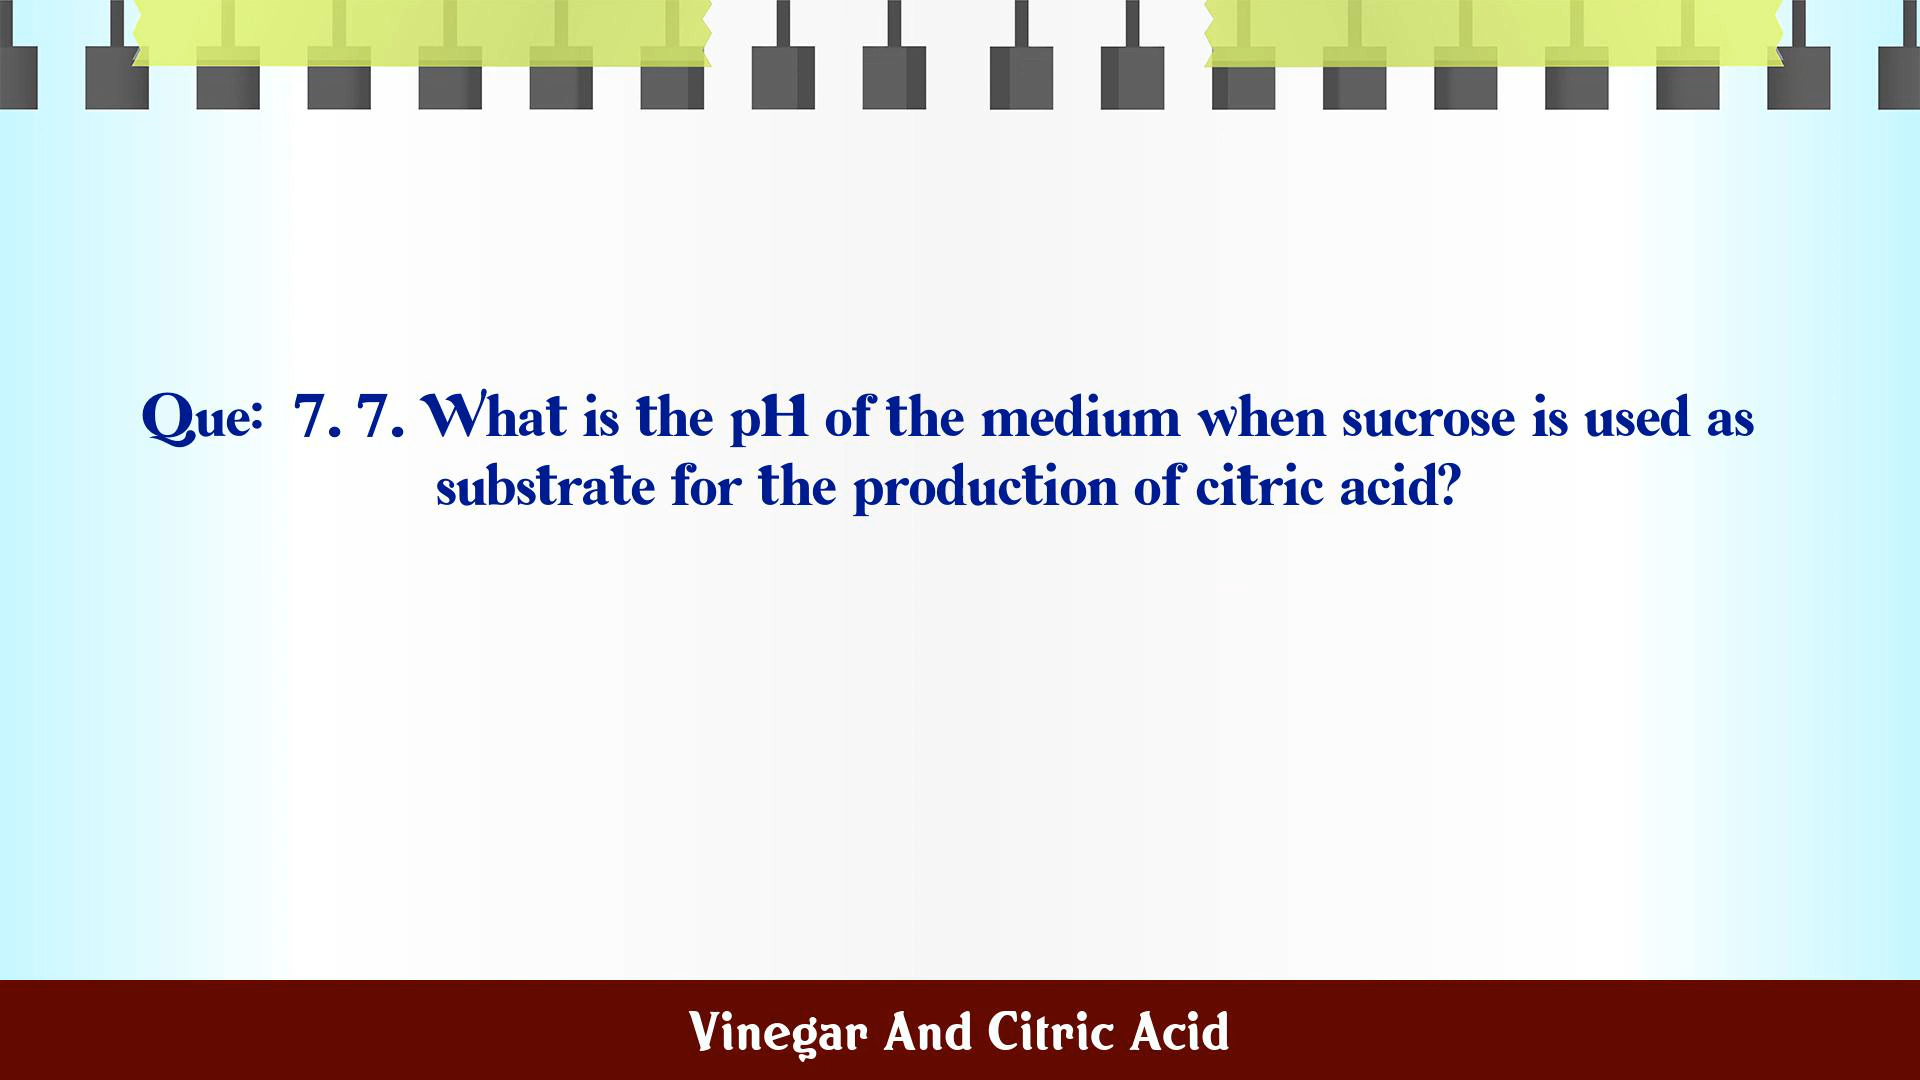 Que: 7. 7. What is the pH of the medium when sucrose is used as
substrate for the production of citric acid?
Vinegar And Citric Acid